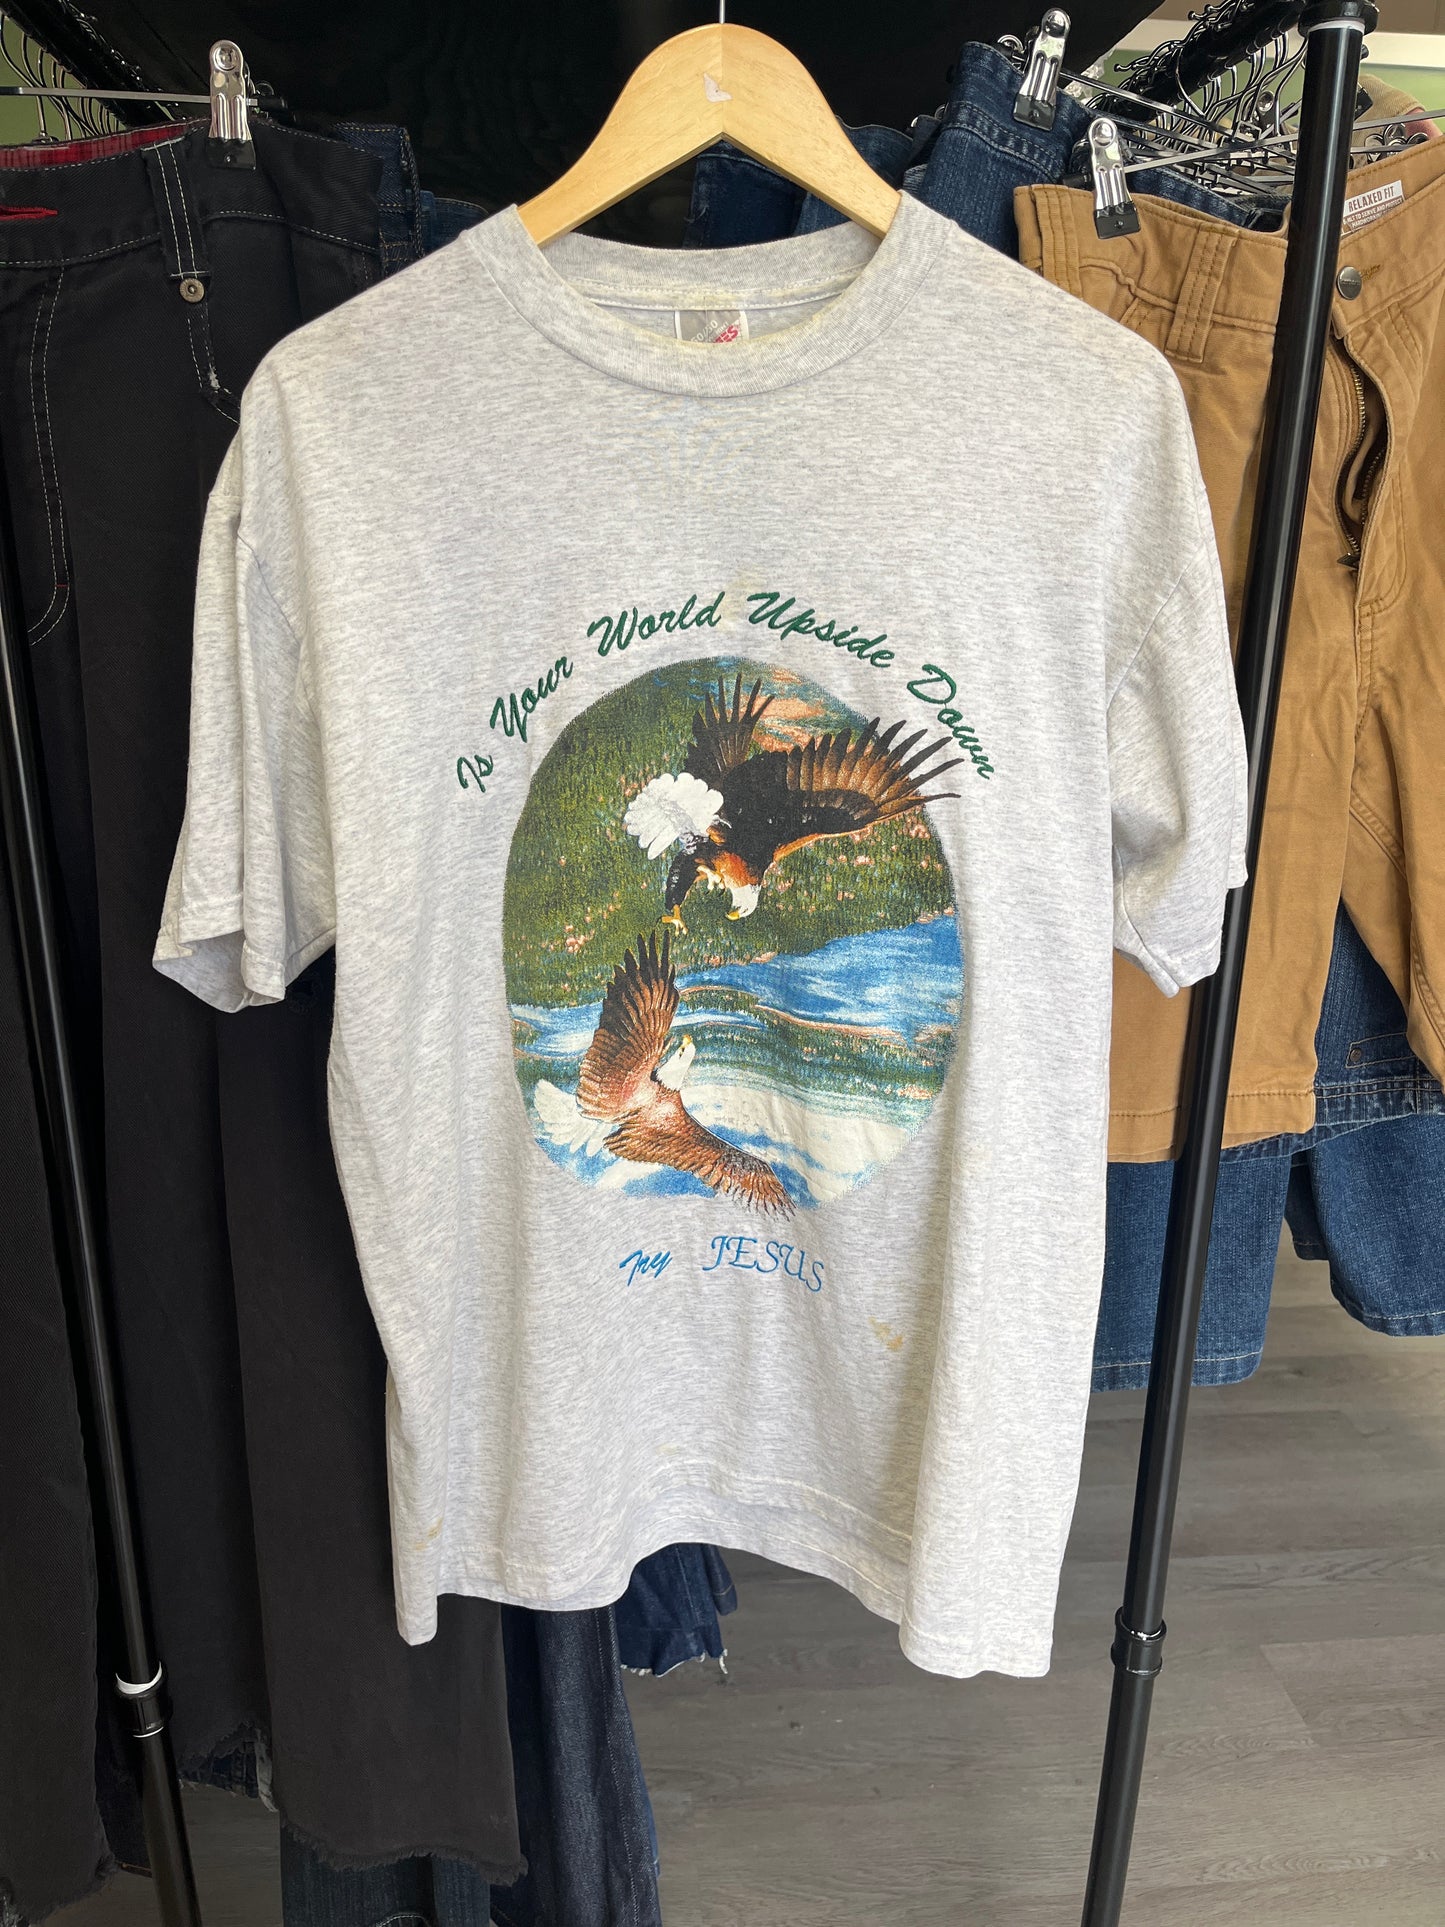 Is Your World Upside Down
Try JESUS
RELAXED FIT